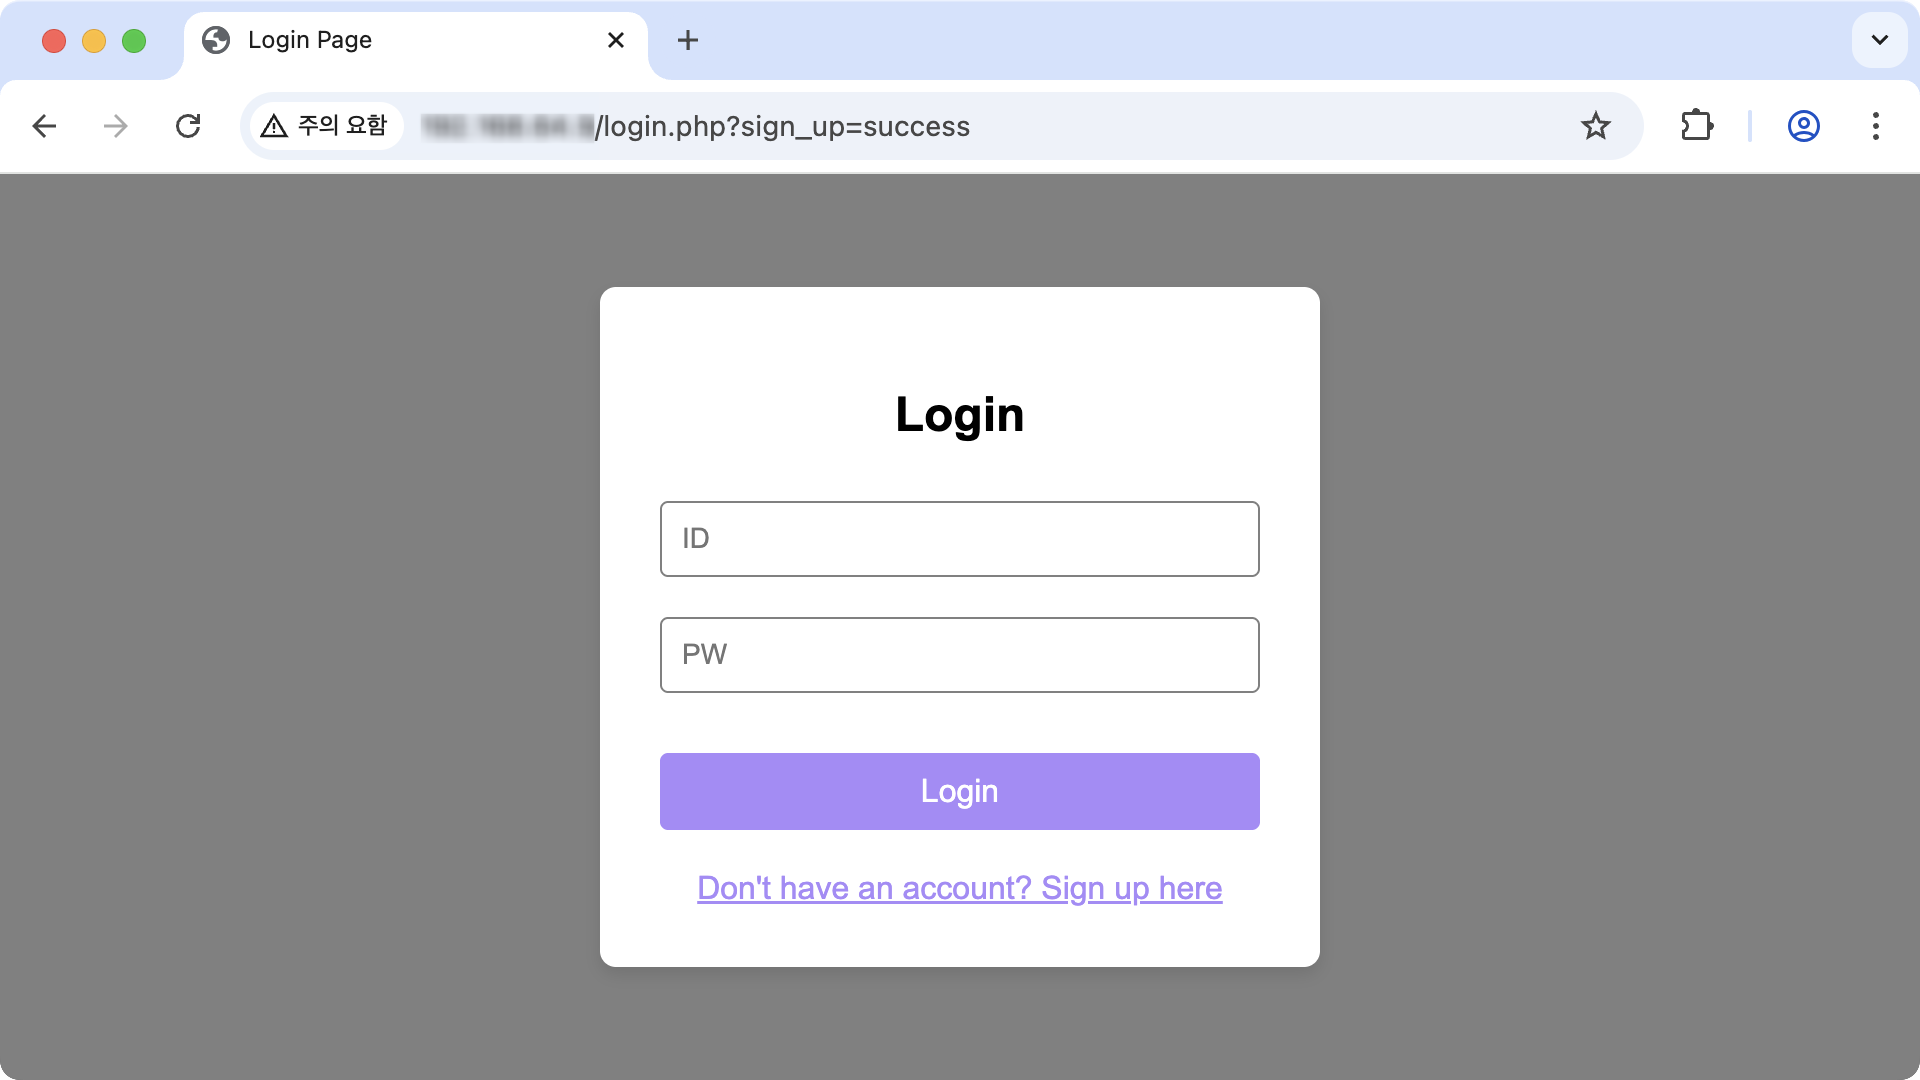 Login Page
주의 요함
/login.php?sign_up=success
Login
ID
PW
Login
Don't have an account? Sign up here